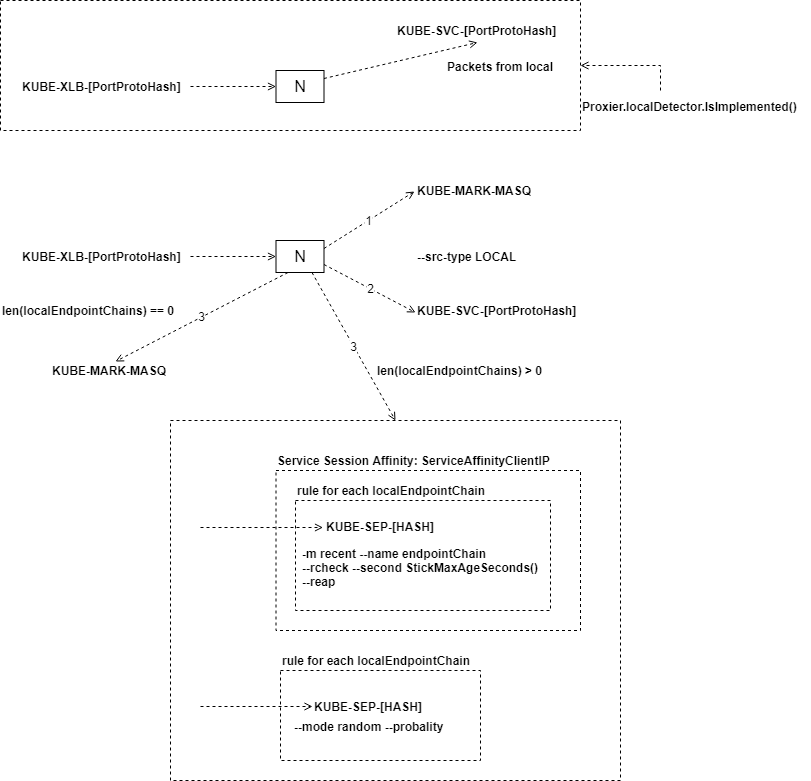 KUBE-SVC-[PortProtoHash]
Packets from local
KUBE-XLB-[PortProtoHash]
N
Proxier.localDetector.IsImplemented()
KUBE-MARK-MASQ
1
KUBE-XLB-[PortProtoHash]
N
--src-type LOCAL
2
KUBE-SVC-[PortProtoHash]
len(localEndpointChains) == 0
3
KUBE-MARK-MASQ
3
len(localEndpointChains) > 0
Service Session Affinity: ServiceAffinityClientIP
rule for each localEndpointChain
KUBE-SEP-[HASH]
-m recent --name endpointChain
--rcheck --second StickMaxAgeSeconds()
--reap
rule for each localEndpointChain
KUBE-SEP-[HASH]
--mode random --probality